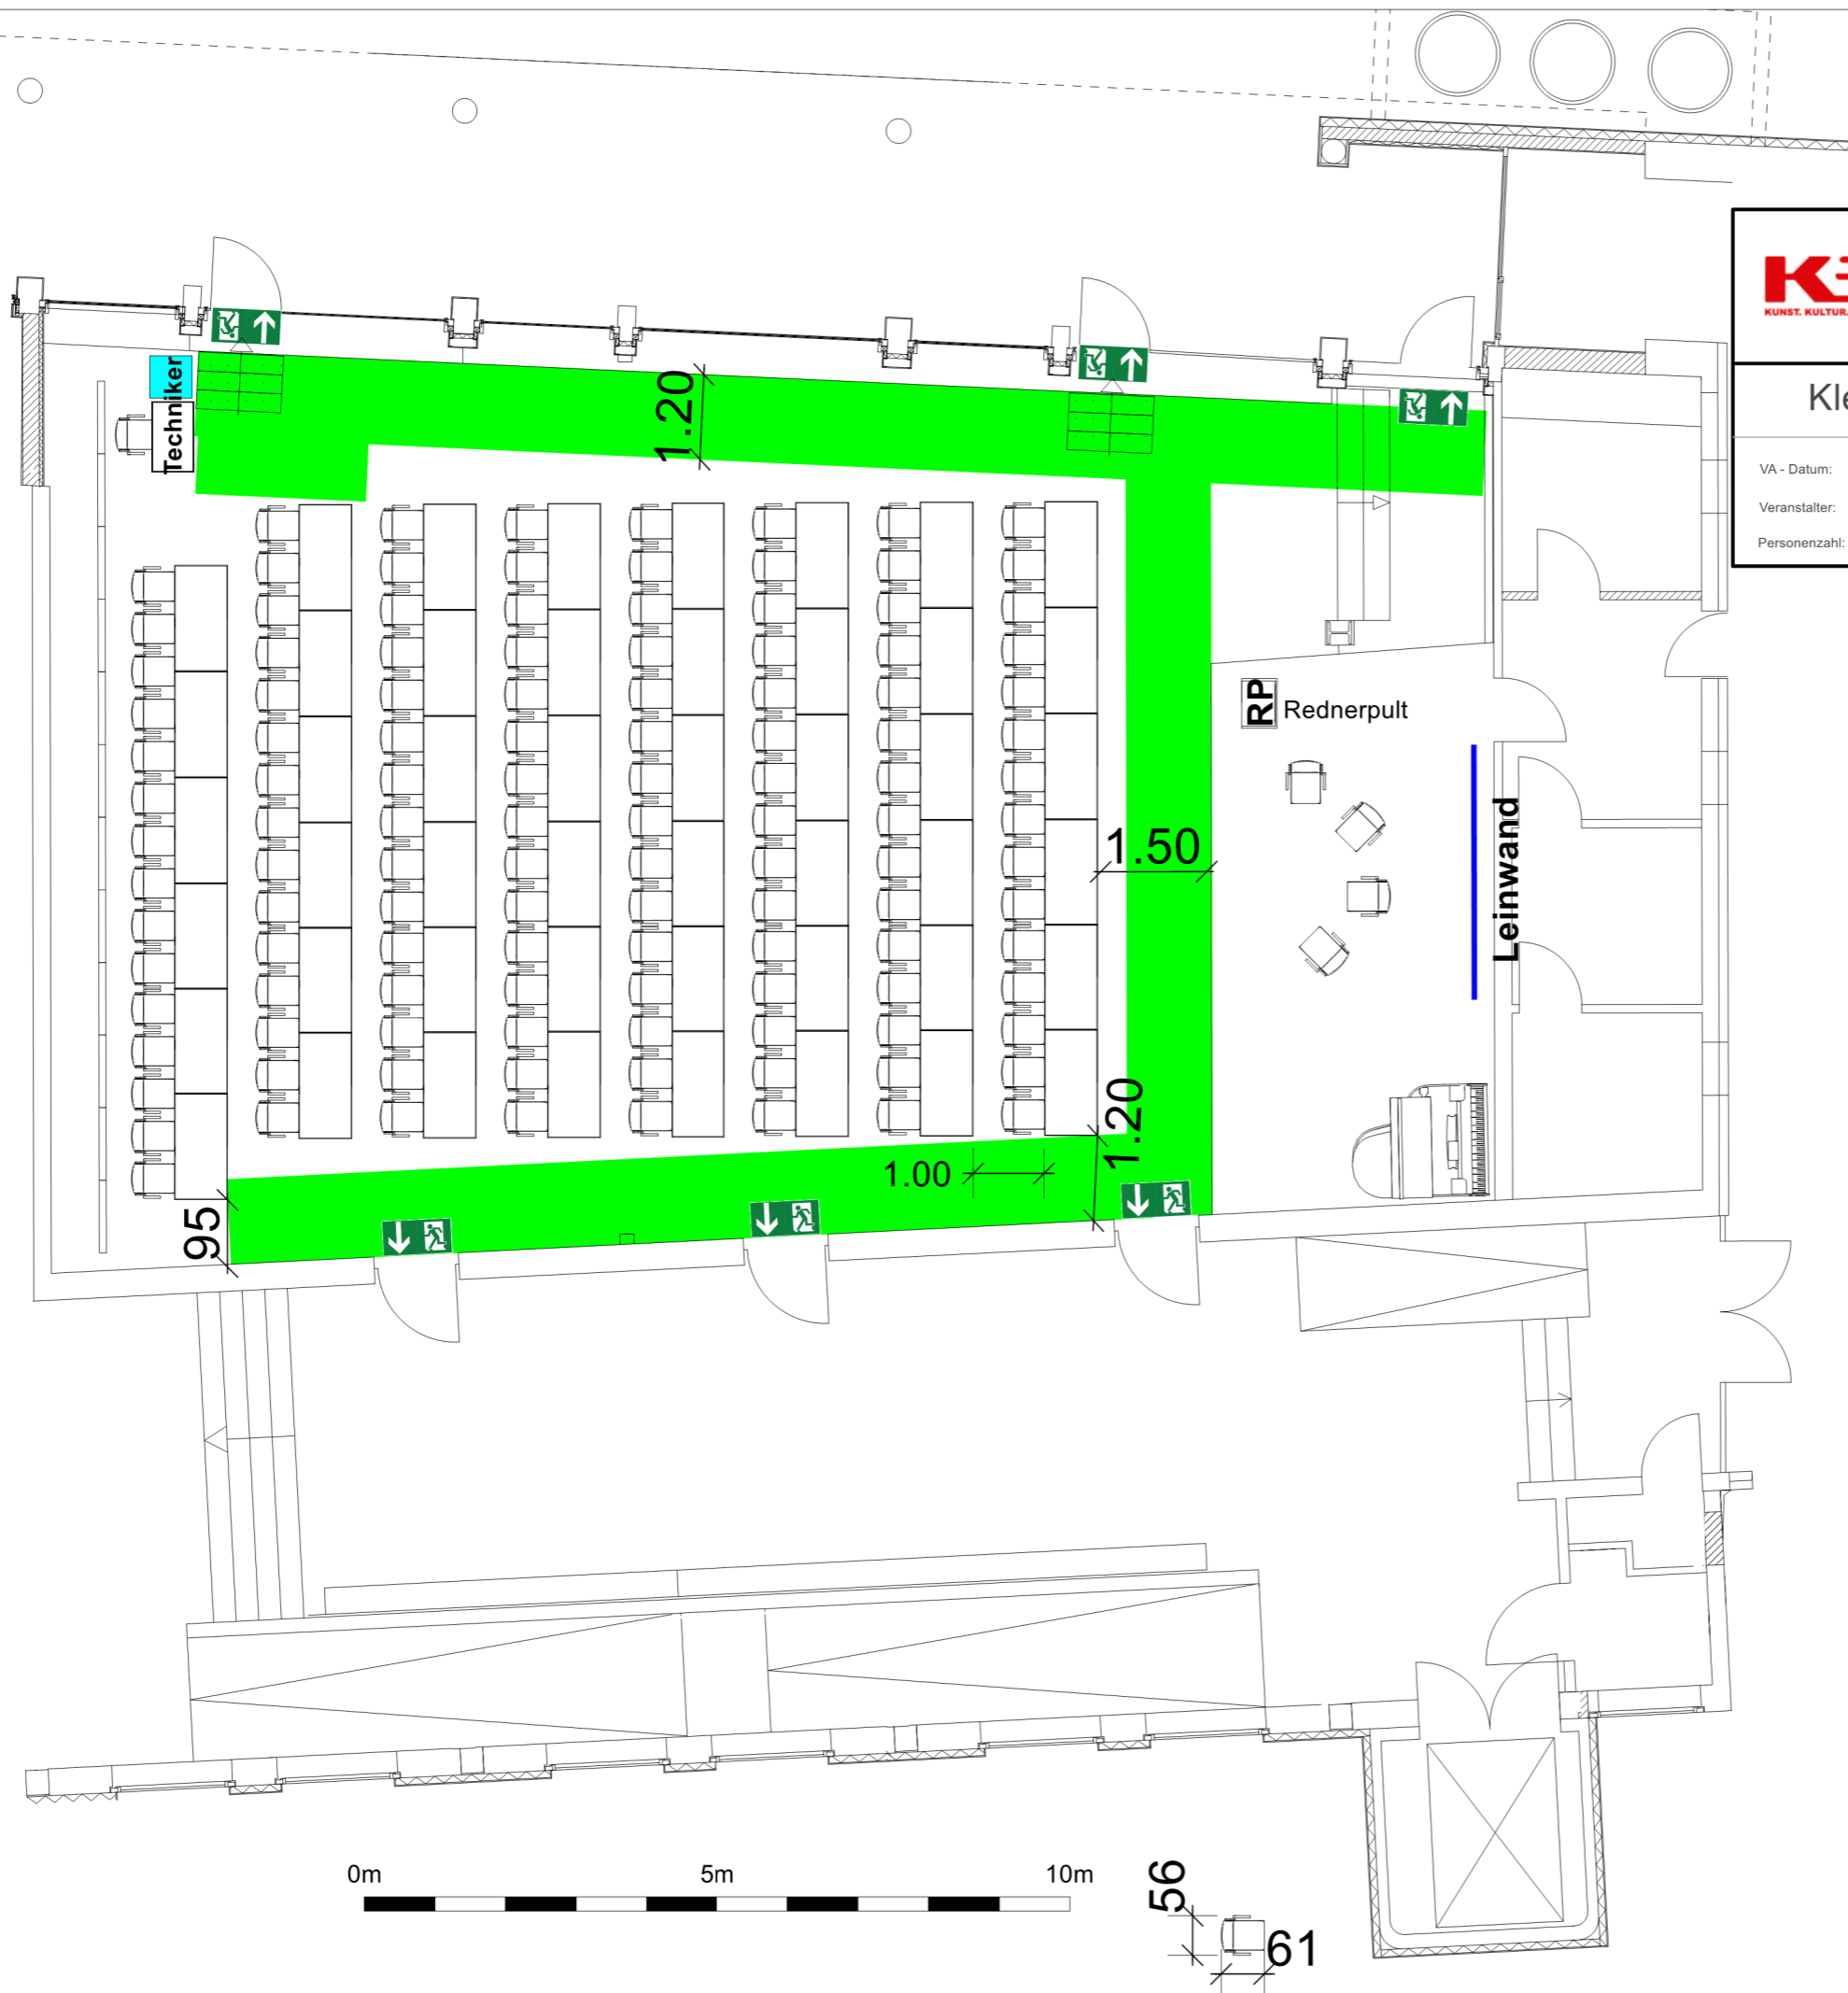 KUNST. KULTUR.
VA - Datum:
Veranstalter:
Personenzahl:
Techniker
1.20
RP
Rednerpult
1.50
Leinwand
1.20
1.00
95
0m
5m
10m
56
61